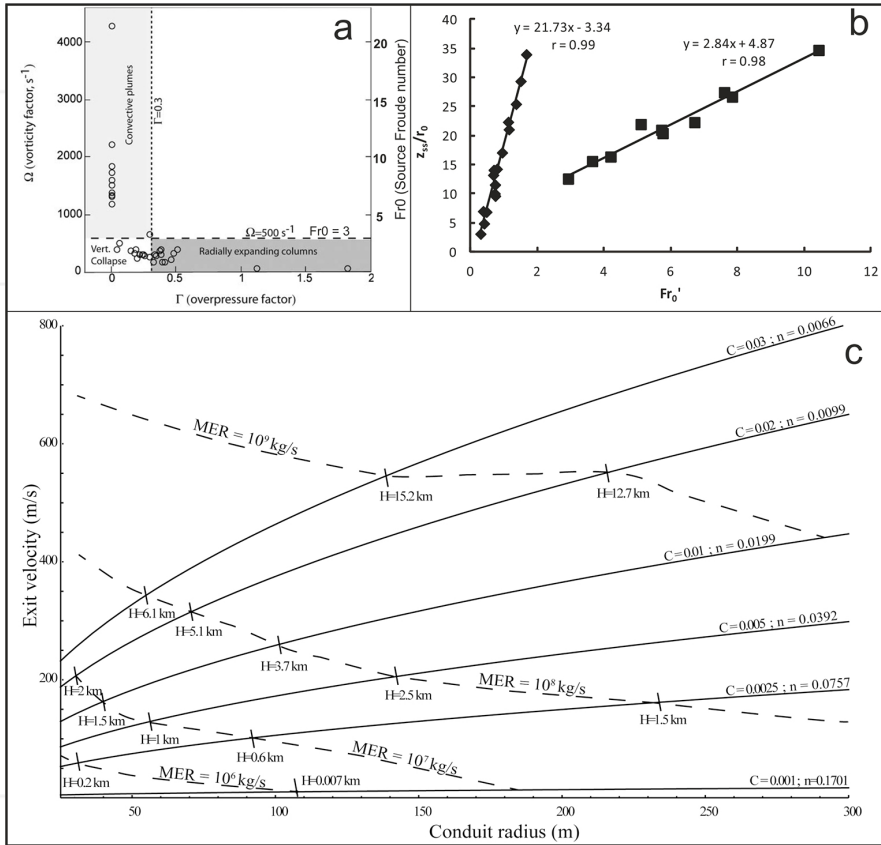 a
Ω (vorticity factor, s⁻¹)
4000
3000
2000
1000
0
Convective plumes
Γ=0.3
20
15
10
5
Fr0 (Source Froude number)
Ω=500 s⁻¹
Fr0 = 3
Vert.
Collapse
Radially expanding columns
0
0.5
1
1.5
2
Γ (overpressure factor)
b
y = 21.73x - 3.34
r = 0.99
y = 2.84x + 4.87
r = 0.98
zss/r0
40
35
30
25
20
15
10
5
0
0
2
4
6
8
10
12
Fr0'
c
Exit velocity (m/s)
800
600
400
200
C=0.03 ; n = 0.0066
C=0.02 ; n = 0.0099
C=0.01 ; n = 0.0199
C=0.005 ; n = 0.0392
C=0.0025 ; n = 0.0757
C=0.001; n=0.1701
MER = 10⁹ kg/s
H=15.2 km
H=12.7 km
H=6.1 km
H=5.1 km
H=3.7 km
H=2.5 km
MER = 10⁸ kg/s
H=1.5 km
H=2 km
H=1.5 km
H=1 km
H=0.6 km
MER = 10⁷ kg/s
H=0.2 km
MER = 10⁶ kg/s
H=0.007km
50
100
150
200
250
300
Conduit radius (m)